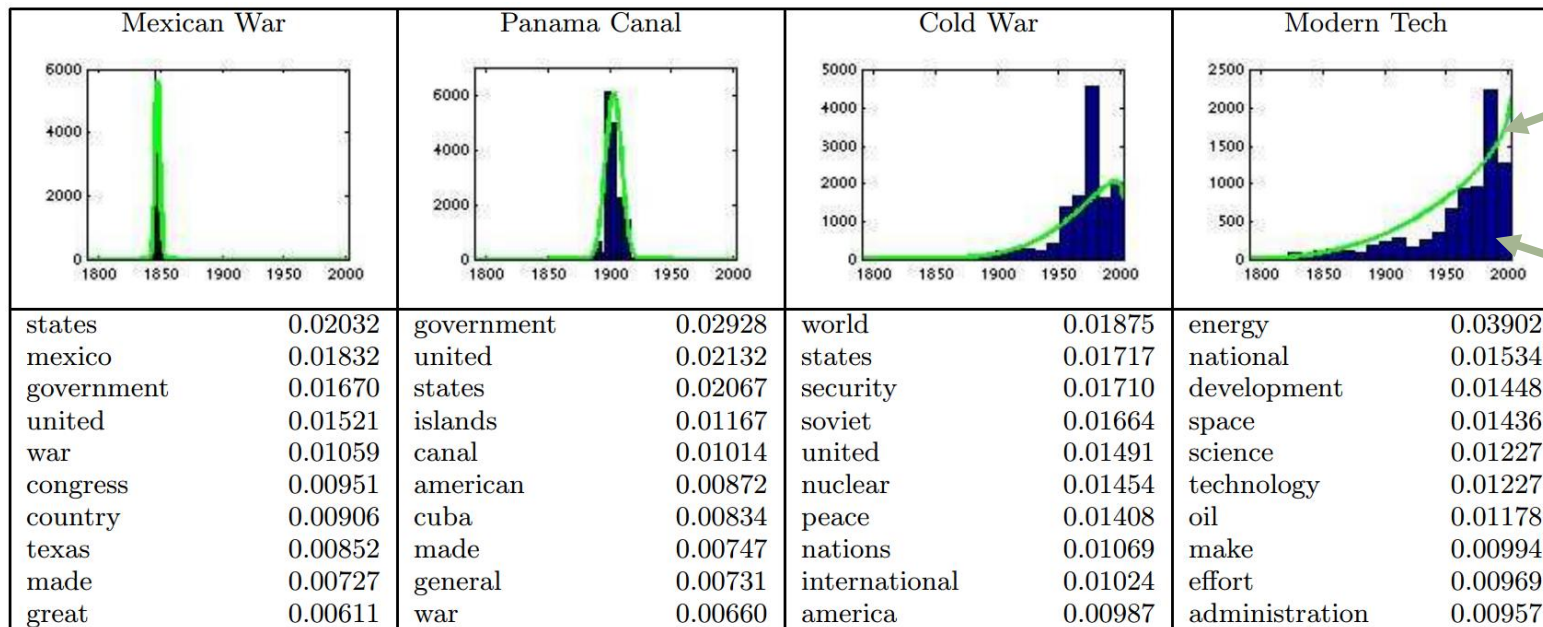 Mexican War Panama Canal Cold War Modern Tech
6000 6000 5000 2500
4000 4000 4000 2000
2000 2000 3000 1500
0 0 2000 1000
1000 500
0 0
1800 1850 1900 1950 2000 1800 1850 1900 1950 2000 1800 1850 1900 1950 2000 1800 1850 1900 1950 2000
states 0.02032 government 0.02928 world 0.01875 energy 0.03902
mexico 0.01832 united 0.02132 states 0.01717 national 0.01534
government 0.01670 states 0.02067 security 0.01710 development 0.01448
united 0.01521 islands 0.01167 soviet 0.01664 space 0.01436
war 0.01059 canal 0.01014 united 0.01491 science 0.01227
congress 0.00951 american 0.00872 nuclear 0.01454 technology 0.01227
country 0.00906 cuba 0.00834 peace 0.01408 oil 0.01178
texas 0.00852 made 0.00747 nations 0.01069 make 0.00994
made 0.00727 general 0.00731 international 0.01024 effort 0.00969
great 0.00611 war 0.00660 america 0.00987 administration 0.00957